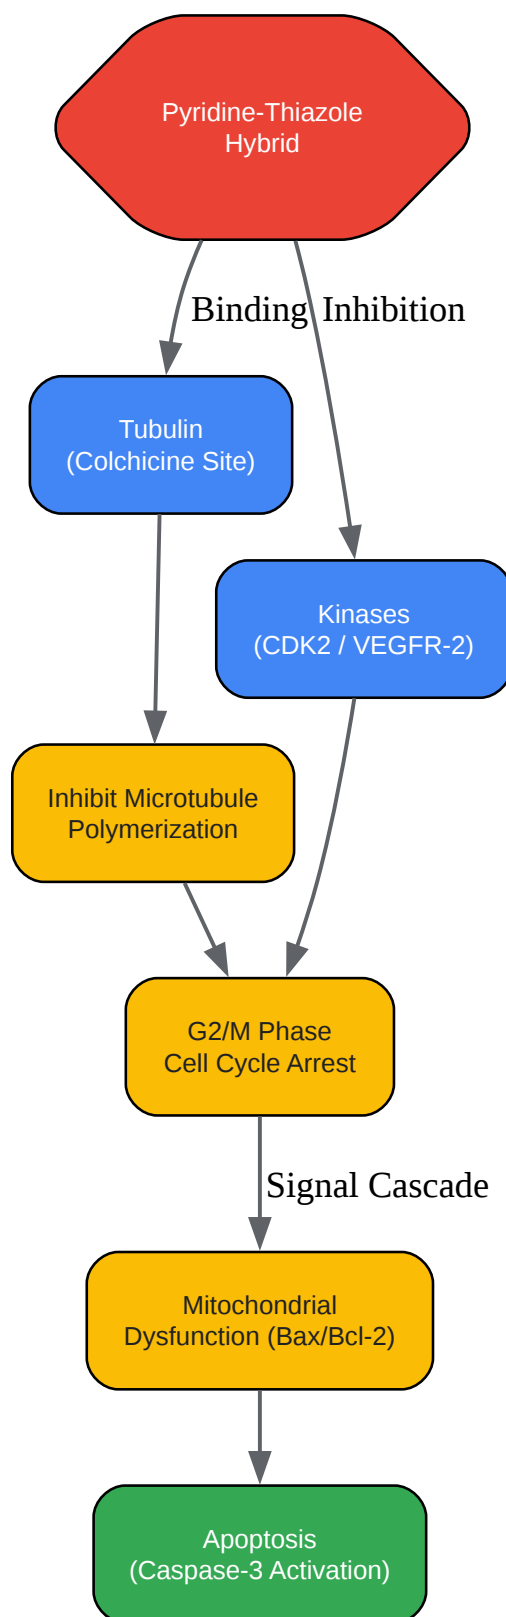 Pyridine-Thiazole
Hybrid
Binding
Inhibition
Tubulin
(Colchicine Site)
Kinases
(CDK2 / VEGFR-2)
Inhibit Microtubule
Polymerization
G2/M Phase
Cell Cycle Arrest
Signal Cascade
Mitochondrial
Dysfunction (Bax/Bcl-2)
Apoptosis
(Caspase-3 Activation)